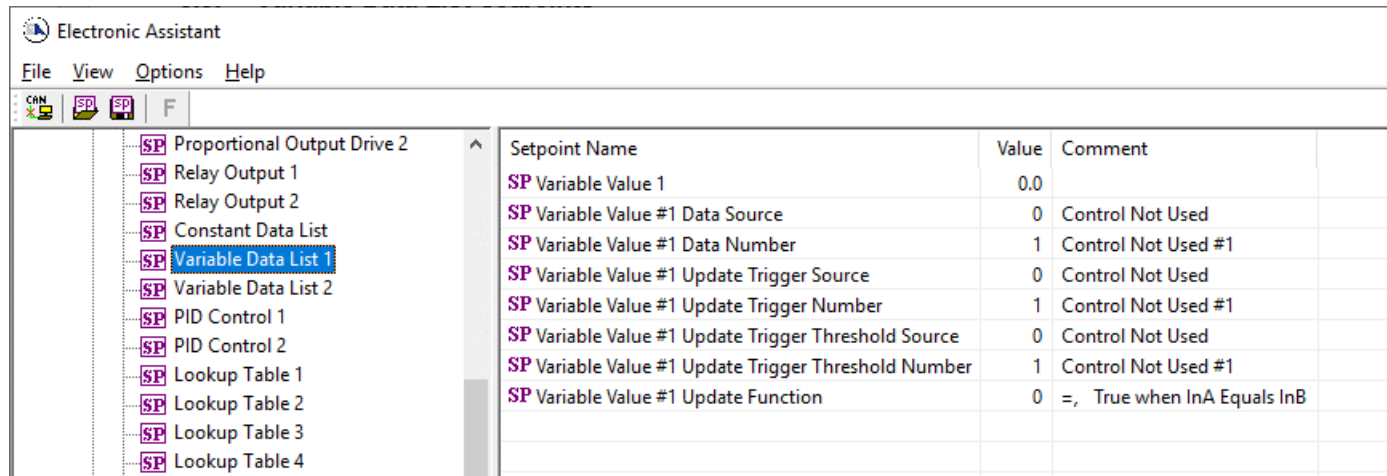 Electronic Assistant
File View Options Help
CAN SP SP F
SP Proportional Output Drive 2
SP Relay Output 1
SP Relay Output 2
SP Constant Data List
SP Variable Data List 1
SP Variable Data List 2
SP PID Control 1
SP PID Control 2
SP Lookup Table 1
SP Lookup Table 2
SP Lookup Table 3
SP Lookup Table 4
Setpoint Name Value Comment
SP Variable Value 1 0.0
SP Variable Value #1 Data Source 0 Control Not Used
SP Variable Value #1 Data Number 1 Control Not Used #1
SP Variable Value #1 Update Trigger Source 0 Control Not Used
SP Variable Value #1 Update Trigger Number 1 Control Not Used #1
SP Variable Value #1 Update Trigger Threshold Source 0 Control Not Used
SP Variable Value #1 Update Trigger Threshold Number 1 Control Not Used #1
SP Variable Value #1 Update Function 0 =, True when InA Equals InB